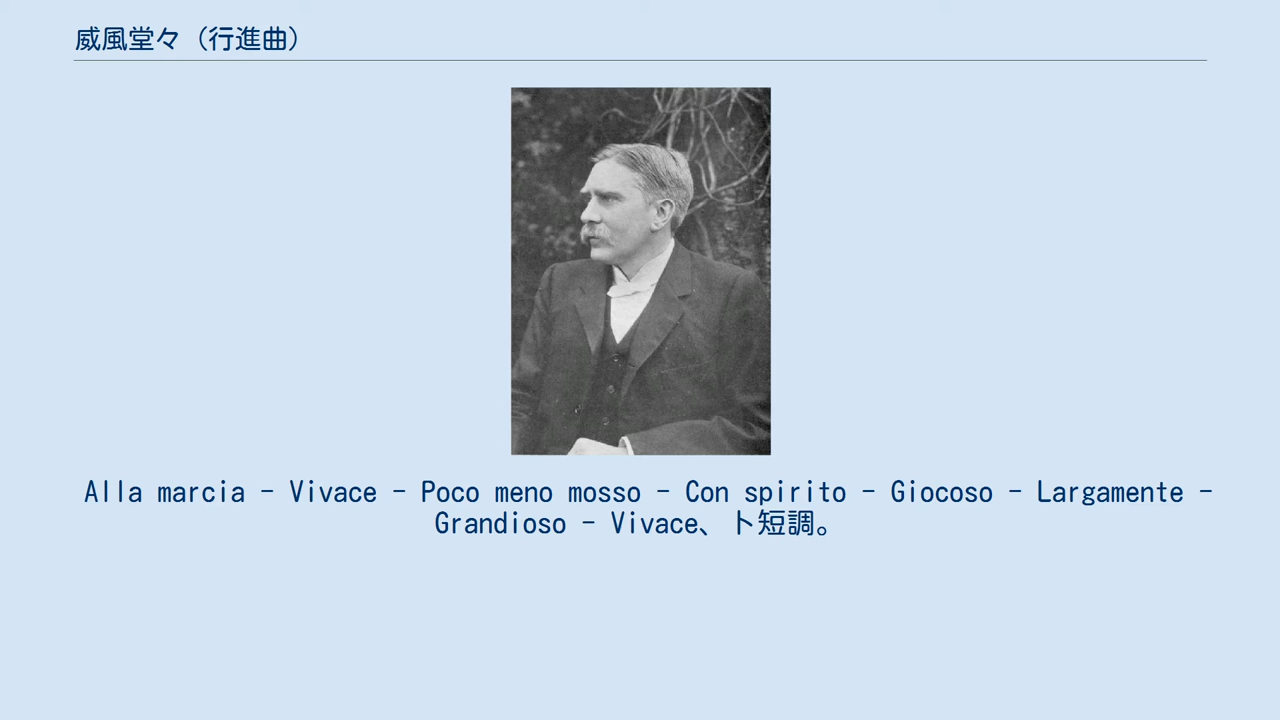 威風堂々（行進曲）
Alla marcia - Vivace - Poco meno mosso - Con spirito - Giocoso - Largamente -
Grandioso - Vivace、ト短調。